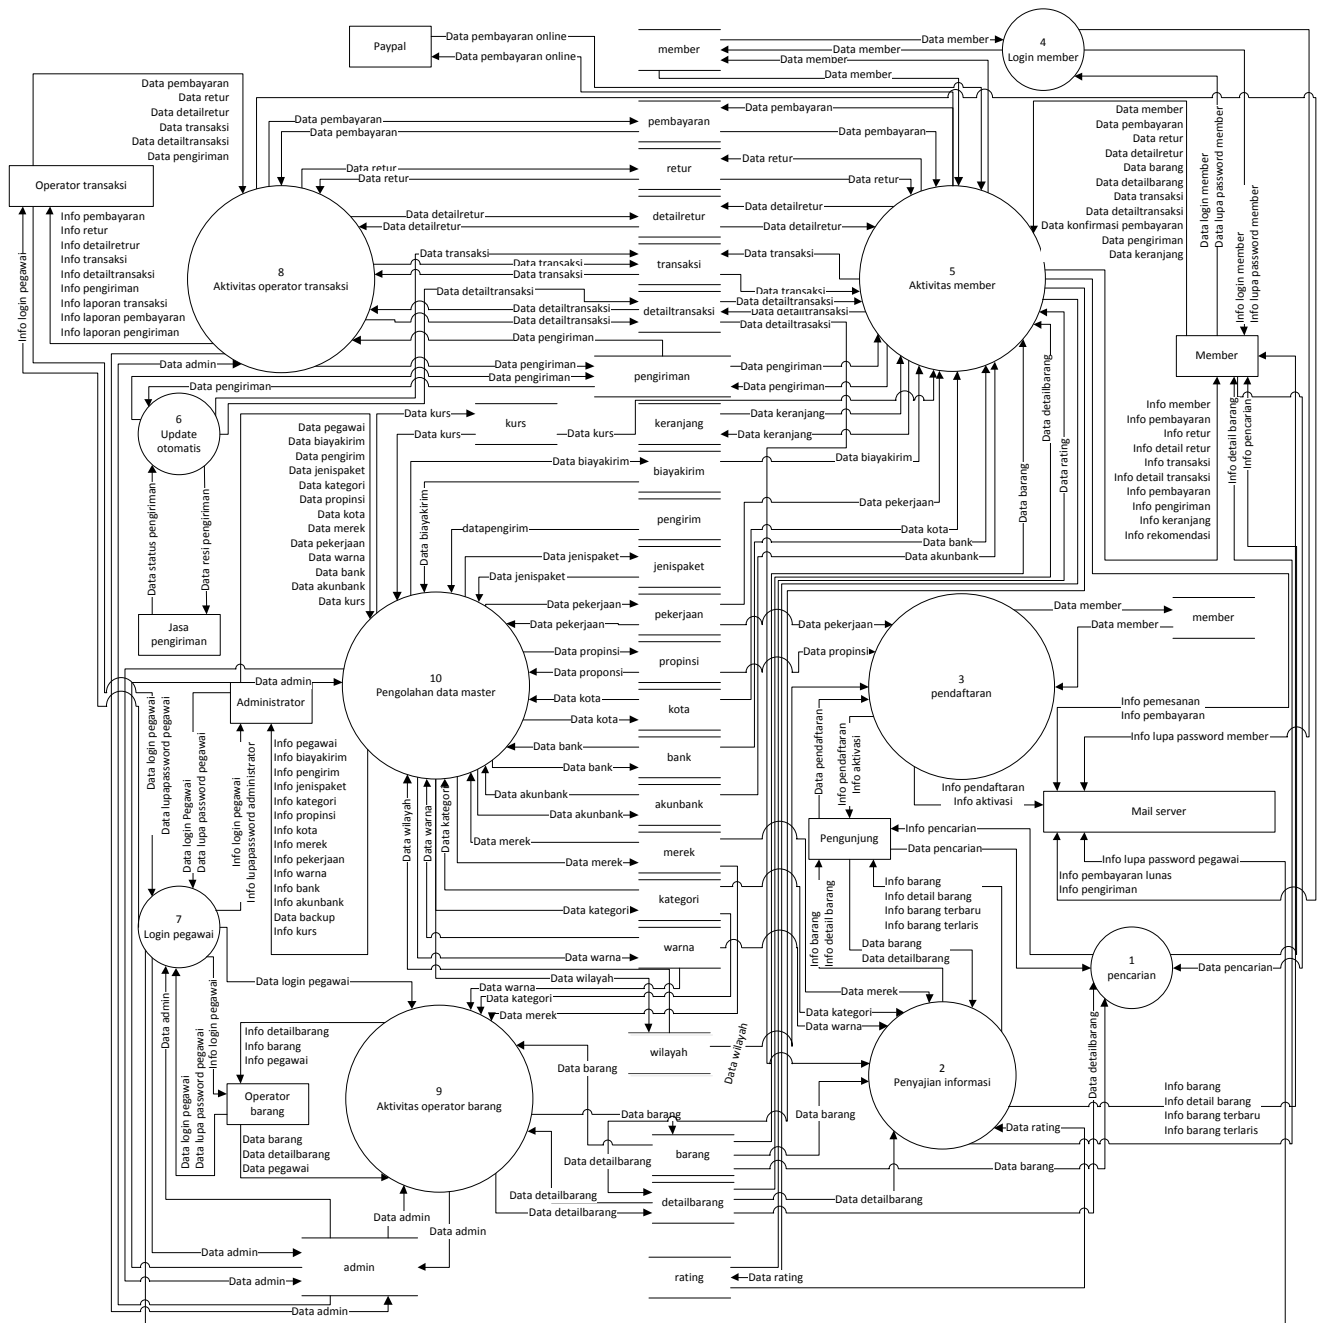 Paypal
Data pembayaran online
Data pembayaran online
member
Data member
Data member
Data member
Data member
4
Login member
Data pembayaran
Data retur
Data detailretur
Data transaksi
Data detailtransaksi
Data pengiriman
Operator transaksi
Info pembayaran
Info retur
Info detailretrur
Info transaksi
Info detailtransaksi
Info pengiriman
Info laporan transaksi
Info laporan pembayaran
Info laporan pengiriman
Info login pegawai
8
Aktivitas operator transaksi
Data pembayaran
Data pembayaran
pembayaran
Data pembayaran
Data pembayaran
Data retur
Data retur
retur
Data retur
Data retur
Data detailretur
Data detailretur
detailretur
Data detailretur
Data detailretur
Data transaksi
Data transaksi
Data transaksi
transaksi
Data transaksi
Data transaksi
Data detailtransaksi
Data detailtransaksi
Data detailtransaksi
detailtransaksi
Data detailtransaksi
Data detailtransaksi
Data detailtrasaksi
Data pengiriman
Data pengiriman
Data pengiriman
Data pengiriman
pengiriman
Data pengiriman
Data pengiriman
5
Aktivitas member
Data member
Data pembayaran
Data retur
Data detailretur
Data barang
Data detailbarang
Data transaksi
Data detailtransaksi
Data konfirmasi pembayaran
Data pengiriman
Data keranjang
Data login member
Data lupa password member
Info login member
Info lupa password member
Member
Info member
Info pembayaran
Info retur
Info detail retur
Info transaksi
Info detail transaksi
Info pembayaran
Info pengiriman
Info keranjang
Info rekomendasi
Info detail barang
Info pencarian
Data admin
6
Update
otomatis
Data status pengiriman
Data resi pengiriman
Jasa
pengiriman
Data pegawai
Data biayakirim
Data pengirim
Data jenispaket
Data kategori
Data propinsi
Data kota
Data merek
Data pekerjaan
Data warna
Data bank
Data akunbank
Data kurs
Data kurs
Data kurs
kurs
Data kurs
keranjang
Data keranjang
Data keranjang
Data biayakirim
Data biayakirim
biayakirim
Data biayakirim
datapengirim
pengirim
Data jenispaket
Data jenispaket
jenispaket
Data pekerjaan
Data pekerjaan
pekerjaan
Data pekerjaan
Data pekerjaan
Data kota
Data bank
Data akunbank
Data barang
Data detailbarang
Data rating
10
Pengolahan data master
Data propinsi
Data proponsi
propinsi
Data propinsi
Data kota
Data kota
kota
Data bank
Data bank
bank
Data akunbank
Data akunbank
akunbank
Data merek
Data merek
merek
Data kategori
Data kategori
kategori
Data warna
Data warna
warna
Data wilayah
Data wilayah
wilayah
Data wilayah
3
pendaftaran
Data member
Data member
member
Data pendaftaran
Info pendaftaran
Info aktivasi
Info pendaftaran
Info aktivasi
Info pemesanan
Info pembayaran
Info lupa password member
Mail server
Info lupa password pegawai
Info pembayaran lunas
Info pengiriman
Pengunjung
Info pencarian
Data pencarian
Info barang
Info detail barang
Info barang terbaru
Info barang terlaris
Info barang
Info detail barang
Data barang
Data detailbarang
1
pencarian
Data pencarian
Data admin
Administrator
Info pegawai
Info biayakirim
Info pengirim
Info jenispaket
Info kategori
Info propinsi
Info kota
Info merek
Info pekerjaan
Info warna
Info bank
Info akunbank
Data backup
Info kurs
Data login pegawai
Data lupapassword pegawai
Data login Pegawai
Data lupa password pegawai
Info login pegawai
Info lupapassword administrator
7
Login pegawai
Data login pegawai
Data admin
Data login pegawai
Data lupa password pegawai
Info login pegawai
Data warna
Data kategori
Data merek
Info detailbarang
Info barang
Info pegawai
Operator
barang
Data barang
Data detailbarang
Data pegawai
9
Aktivitas operator barang
Data barang
Data barang
barang
Data detailbarang
Data detailbarang
Data detailbarang
detailbarang
Data merek
Data kategori
Data warna
2
Penyajian informasi
Data barang
Data barang
Data detailbarang
Data detailbarang
Data rating
Info barang
Info detail barang
Info barang terbaru
Info barang terlaris
Data admin
Data admin
Data admin
Data admin
Data admin
admin
rating
Data rating